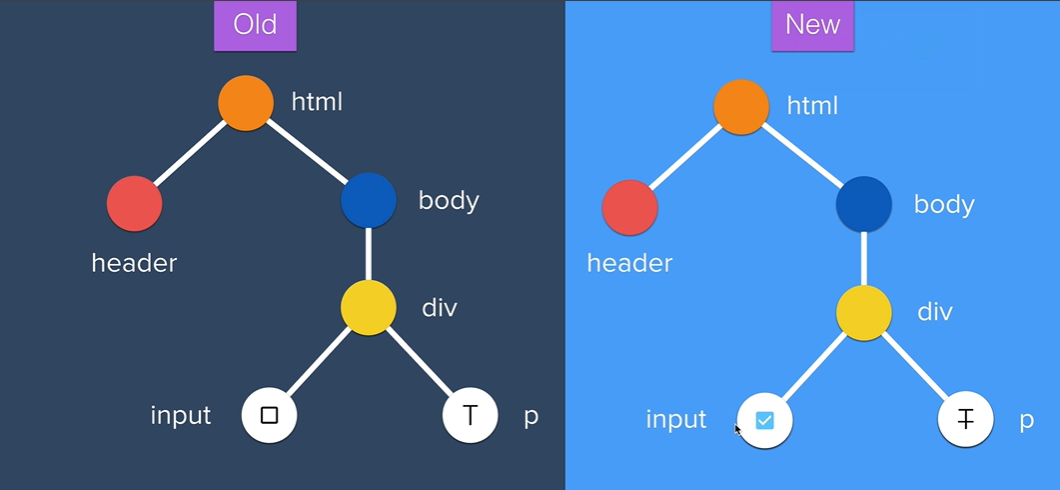 Old
html
header
body
div
input
T
p
New
html
header
body
div
input
T
p